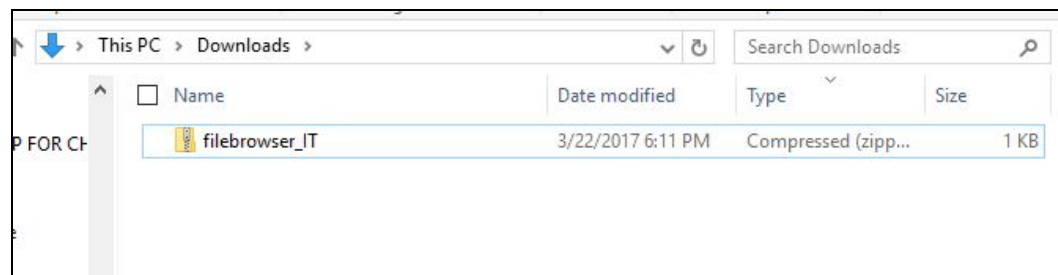 This PC > Downloads >
Search Downloads
Name Date modified Type Size
filebrowser_IT 3/22/2017 6:11 PM Compressed (zipp... 1 KB
P FOR CH